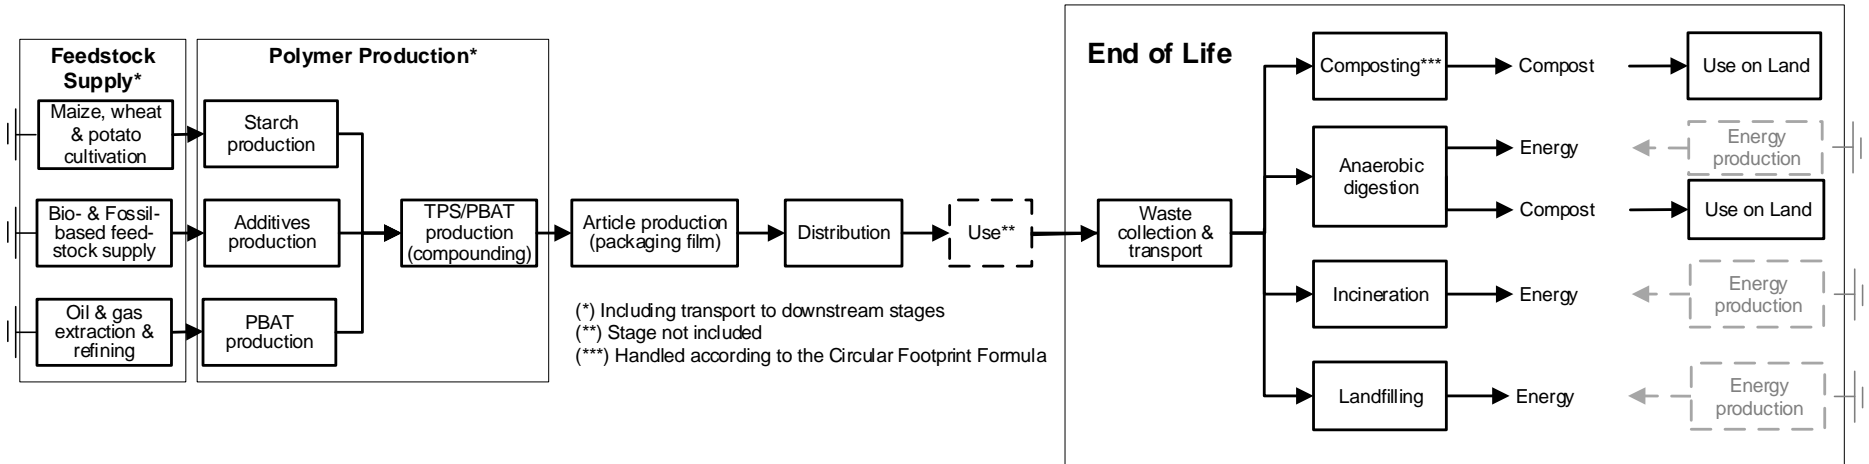 Feedstock
Supply*
Maize, wheat
& potato
cultivation
Bio- & Fossil-
based feed-
stock supply
Oil & gas
extraction &
refining
Polymer Production*
Starch
production
Additives
production
PBAT
production
TPS/PBAT
production
(compounding)
Article production
(packaging film)
Distribution
Use**
(*) Including transport to downstream stages
(**) Stage not included
(***) Handled according to the Circular Footprint Formula
End of Life
Waste
collection &
transport
Composting***
Compost
Use on Land
Anaerobic
digestion
Energy
Energy
production
Compost
Use on Land
Incineration
Energy
Energy
production
Landfilling
Energy
Energy
production